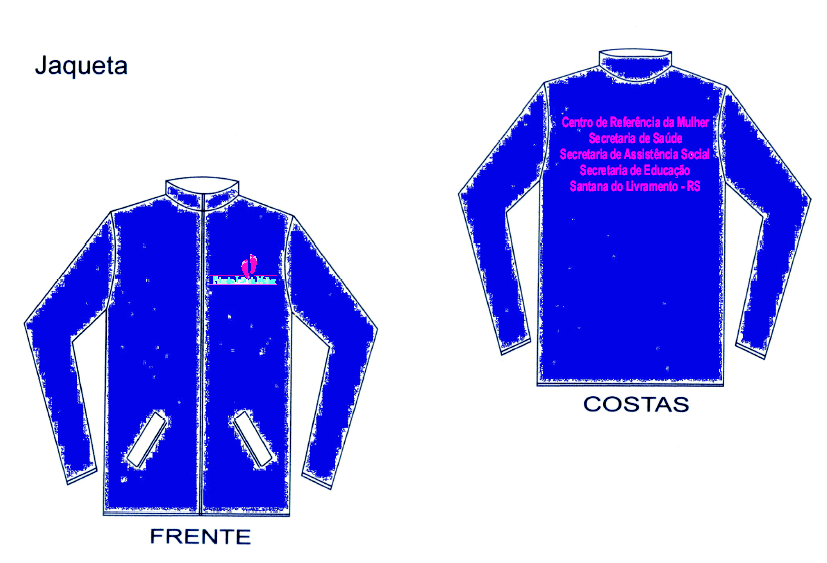 Jaqueta
Centro de Referência da Mulher
Secretaria de Saúde
Secretaria de Assistência Social
Secretaria de Educação
Santana do Livramento - RS
COSTAS
FRENTE